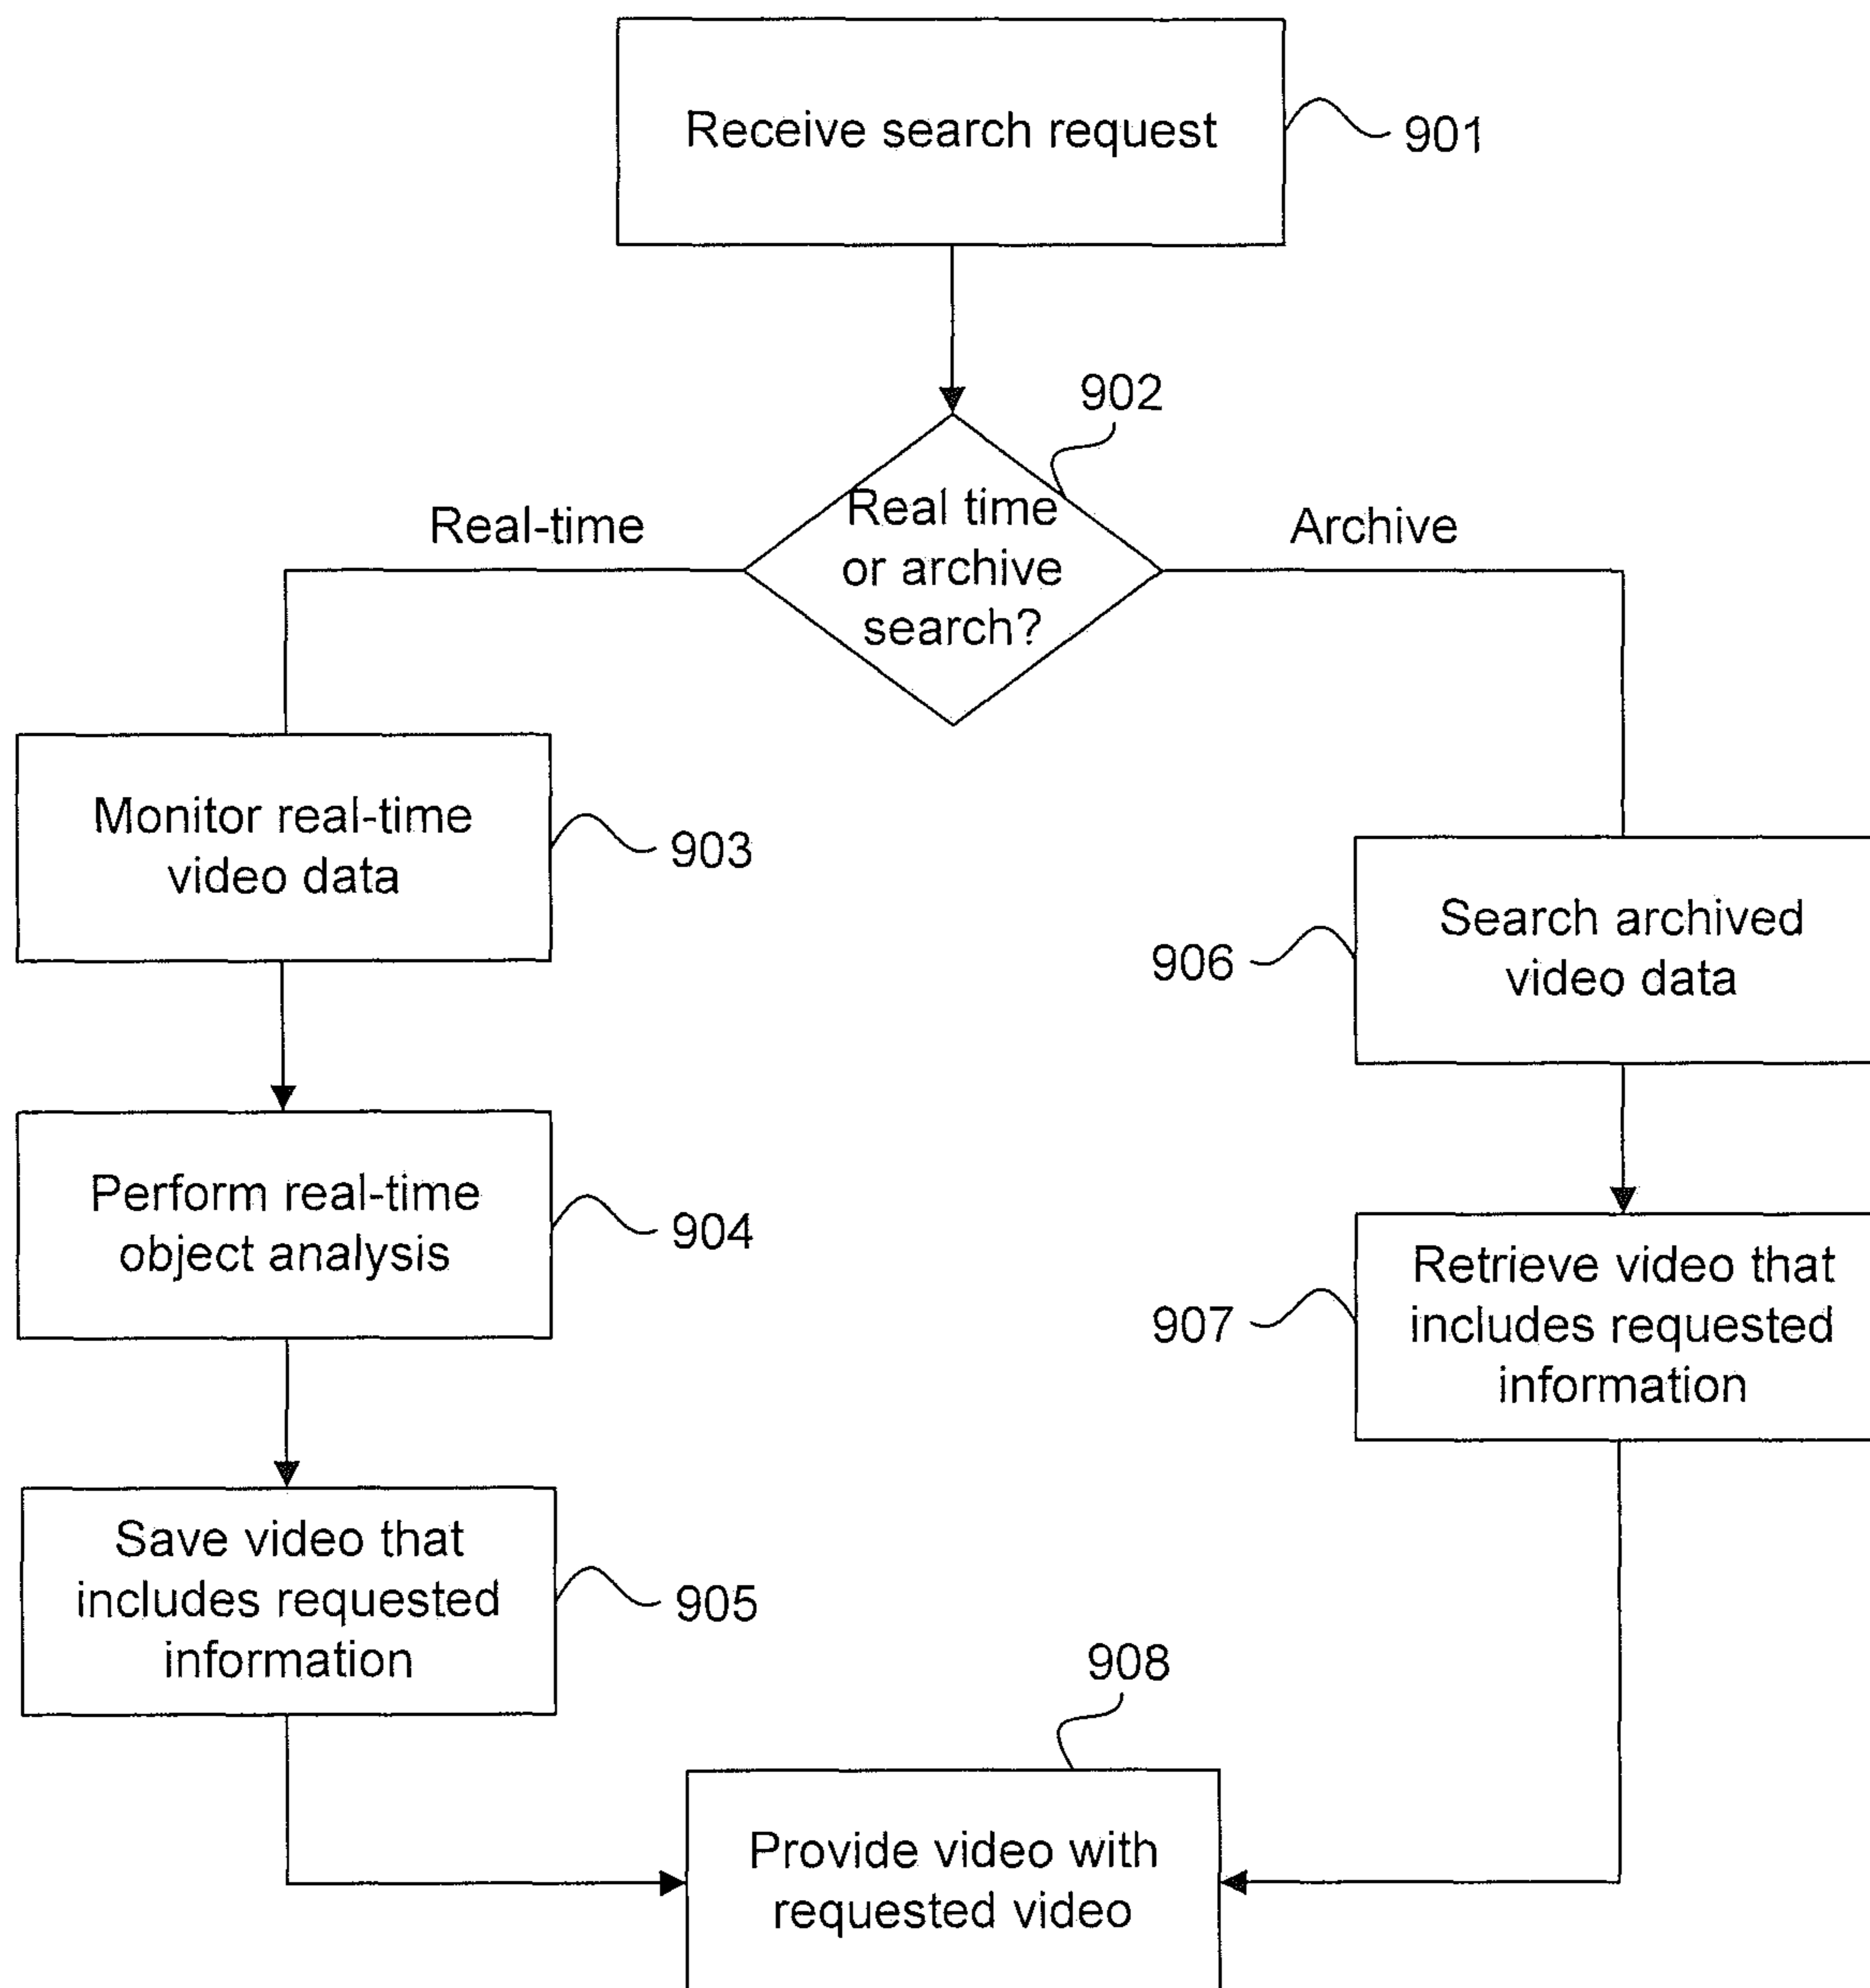 Receive search request
901
902
Real time
or archive
search?
Real-time
Archive
Monitor real-time
video data
903
Perform real-time
object analysis
904
Save video that
includes requested
information
905
Search archived
video data
906
Retrieve video that
includes requested
information
907
908
Provide video with
requested video